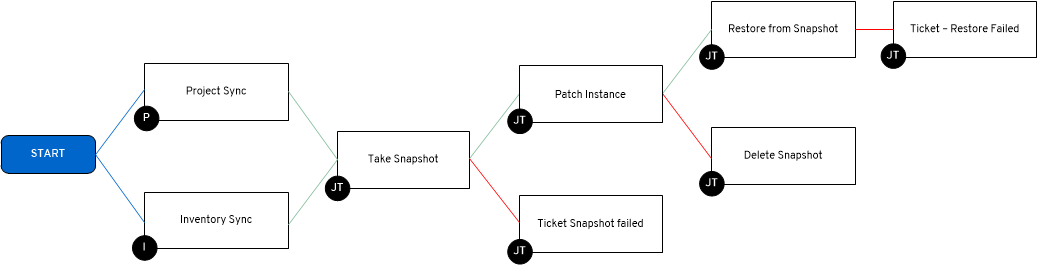 START
Project Sync
P
Inventory Sync
I
Take Snapshot
JT
Patch Instance
JT
Ticket Snapshot failed
JT
Restore from Snapshot
JT
Delete Snapshot
JT
Ticket – Restore Failed
JT